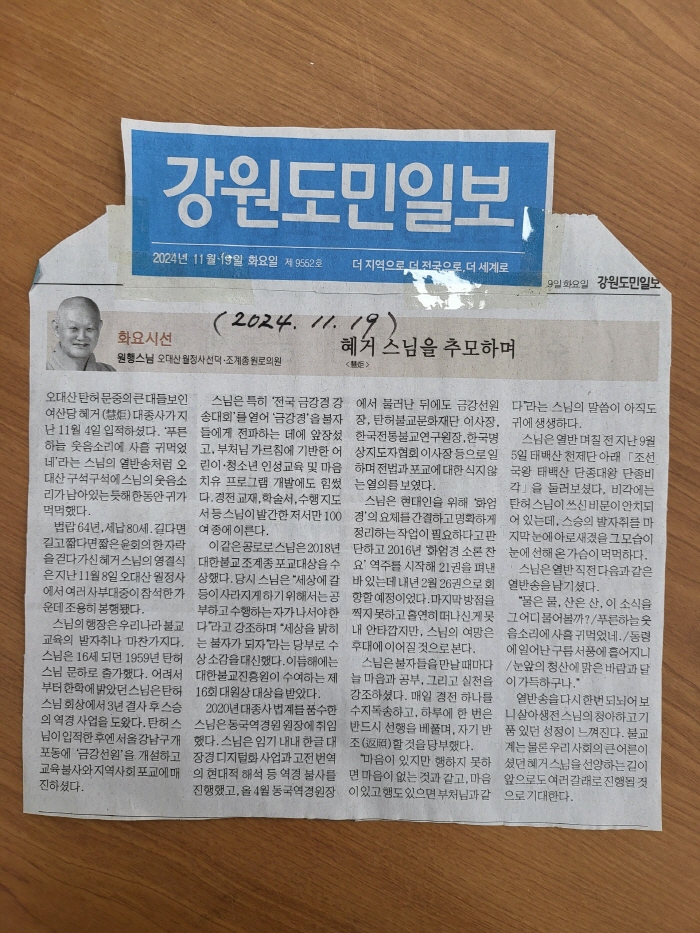 강원도민일보
2024년 11월 19일 화요일 제 9552호
더 지역으로, 더 전국으로, 더 세계로
9일 화요일 강원도민일보
(2024. 11. 19)
화요시선
원행스님 오대산 월정사 선덕·조계종 원로의원
혜거 스님을 추모하며
<慧炬>
오대산 탄허 문중의 큰 대들보인
여산당 혜거(慧炬) 대종사가 지
난 11월 4일 입적하셨다. ‘푸른
하늘 웃음소리에 사흘 귀먹었
네’라는 스님의 열반송처럼 오
대산 구석구석에 스님의 웃음소
리가 남아있는 듯해 한동안 귀가
먹먹했다.
법랍 64년, 세납 80세. 길다면
길고 짧다면 짧은 윤회의 한 자락
을 걷다 가신 혜거 스님의 영결식
은 지난 11월 8일 오대산 월정사
에서 여러 사부대중이 참석한 가
운데 조용히 봉행됐다.
스님의 행장은 우리나라 불교
교육의 발자취나 마찬가지다.
스님은 16세 되던 1959년 탄허
스님 문하로 출가했다. 어려서
부터 한학에 밝았던 스님은 탄허
스님 회상에서 3년 결사 후 스승
의 역경 사업을 도왔다. 탄허 스
님이 입적한 후엔 서울 강남구 개
포동에 ‘금강선원’을 개설하고
교육 불사와 지역사회 포교에 매
진하셨다.
스님은 특히 ‘전국 금강경 강
송대회’를 열어 ‘금강경’을 불자
들에게 전파하는 데에 앞장섰
고, 부처님 가르침에 기반한 어
린이·청소년 인성교육 및 마음
치유 프로그램 개발에도 힘썼
다. 경전 교재, 학술서, 수행 지도
서 등 스님이 발간한 저서만 100
여 종에 이른다.
이 같은 공로로 스님은 2018년
대한불교 조계종 포교대상을 수
상했다. 당시 스님은 “세상에 갈
등이 사라지게 하기 위해서는 공
부하고 수행하는 자가 나서야 한
다”라고 강조하며 “세상을 밝히
는 불자가 되자”라는 당부로 수
상 소감을 대신했다. 이듬해에는
대한불교진흥원이 수여하는 제
16회 대원상 대상을 받았다.
2020년 대종사 법계를 품수한
스님은 동국역경원 원장에 취임
했다. 스님은 임기 내내 한글 대
장경 디지털화 사업과 고전 번역
의 현대적 해석 등 역경 불사를
진행했고, 올 4월 동국역경원장
에서 물러난 뒤에도 금강선원
장, 탄허불교문화재단 이사장,
한국전통불교연구원장, 한국명
상지도자협회 이사장 등으로 일
하며 전법과 포교에 대한 식지 않
는 열의를 보였다.
스님은 현대인을 위해 ‘화엄
경’의 요체를 간결하고 명확하게
정리하는 작업이 필요하다고 판
단하고 2016년 ‘화엄경 소론 찬
요’ 역주를 시작해 21권을 펴낸
바 있는데 내년 2월 26권으로 회
향할 예정이었다. 마지막 방점을
찍지 못하고 홀연히 떠나신 게 못
내 안타깝지만, 스님의 여망은
후대에 이어질 것으로 본다.
스님은 불자들을 만날 때마다
늘 마음과 공부, 그리고 실천을
강조하셨다. 매일 경전 하나를
수지독송하고, 하루에 한 번은
반드시 선행을 베풀며, 자기 반
조(返照)할 것을 당부했다.
“마음이 있지만 행하지 못하
면 마음이 없는 것과 같고, 마음
이 있고 행도 있으면 부처님과 같
다”라는 스님의 말씀이 아직도
귀에 생생하다.
스님은 열반 며칠 전 지난 9월
5일 태백산 천제단 아래 「조선
국왕 태백산 단종대왕 단종비
각」을 둘러보셨다. 비각에는
탄허 스님이 쓰신 비문이 안치되
어 있는데, 스승의 발자취를 마
지막 눈에 아로새겼을 그 모습이
눈에 선해 온 가슴이 먹먹하다.
스님은 열반 직전 다음과 같은
열반송을 남기셨다.
“물은 물, 산은 산, 이 소식을
그 어디 물어볼까?/푸른하늘 웃
음소리에 사흘 귀먹었네./동령
에 일어난 구름 서풍에 흩어지니
/눈앞의 청산에 맑은 바람과 달
이 가득하구나.”
열반송을 다시 한번 되뇌어 보
니 살아생전 스님의 청아하고 기
품 있던 성정이 느껴진다. 불교
계는 물론 우리 사회의 큰 어른이
셨던 혜거 스님을 선양하는 길이
앞으로도 여러 갈래로 진행될 것
으로 기대한다.